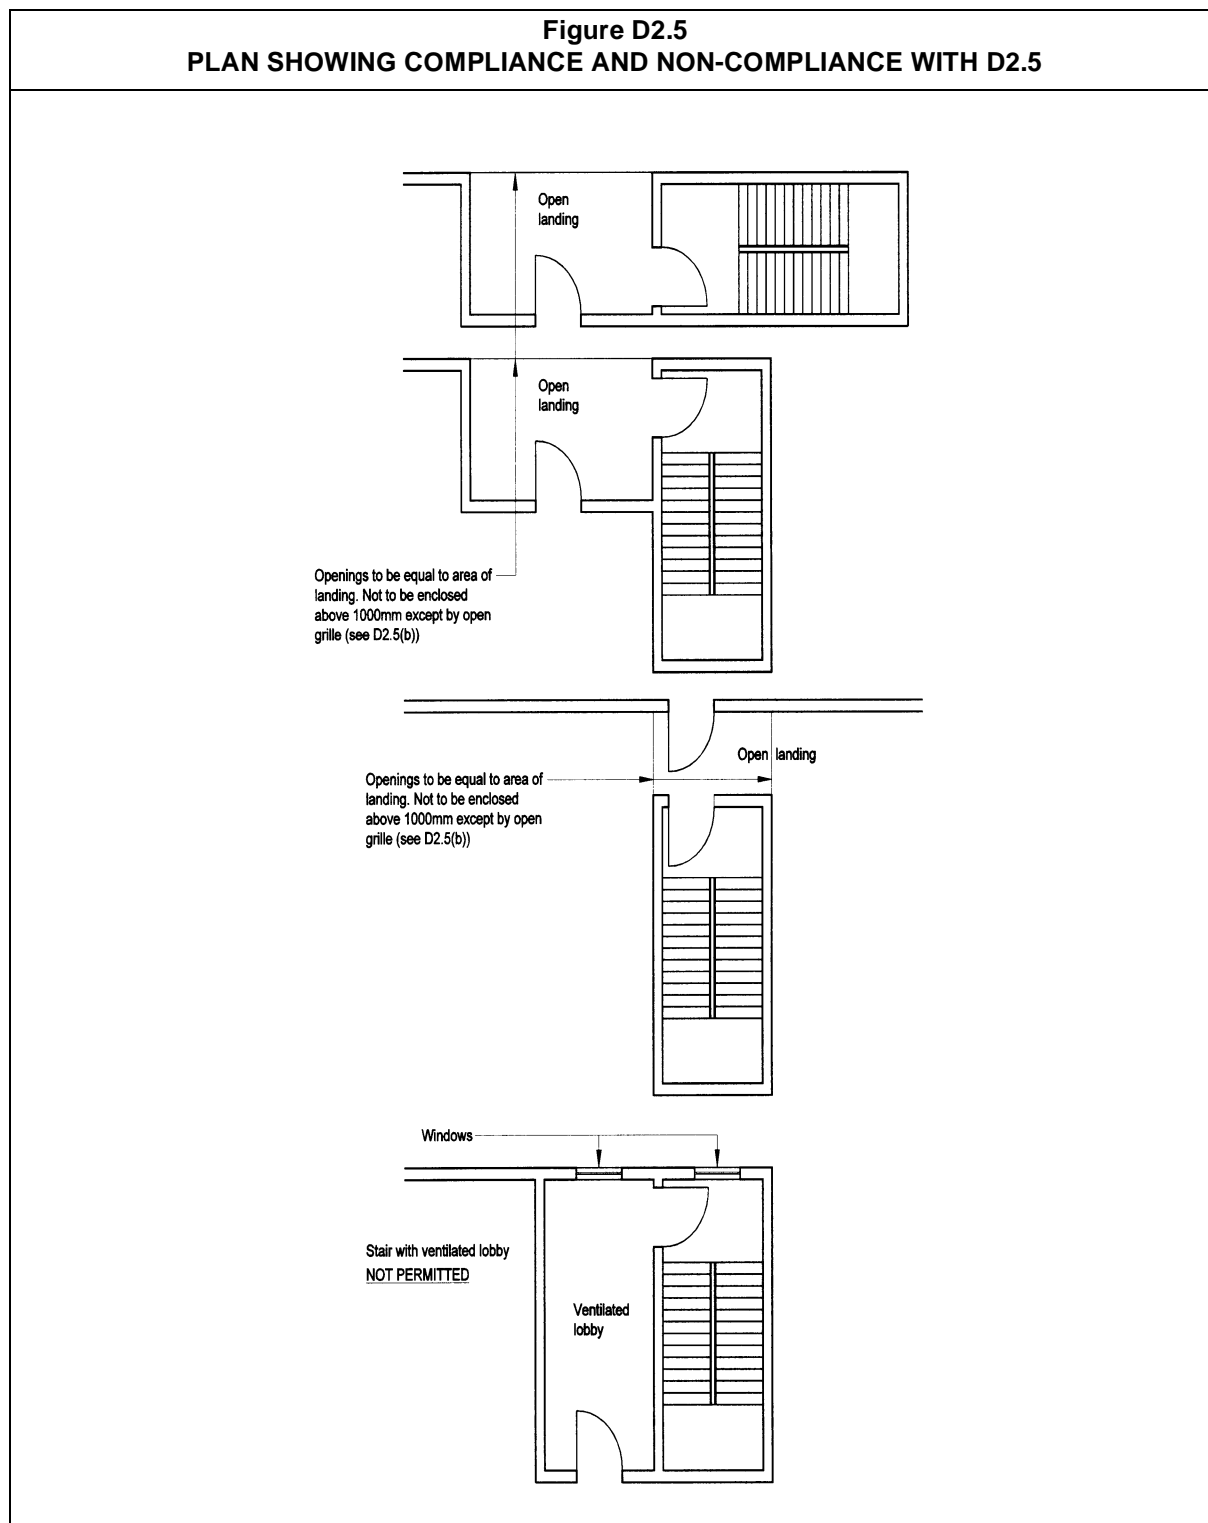 Figure D2.5
PLAN SHOWING COMPLIANCE AND NON-COMPLIANCE WITH D2.5
Open
landing
Open
landing
Openings to be equal to area of
landing. Not to be enclosed
above 1000mm except by open
grille (see D2.5(b))
Open landing
Openings to be equal to area of
landing. Not to be enclosed
above 1000mm except by open
grille (see D2.5(b))
Windows
Stair with ventilated lobby
NOT PERMITTED
Ventilated
lobby